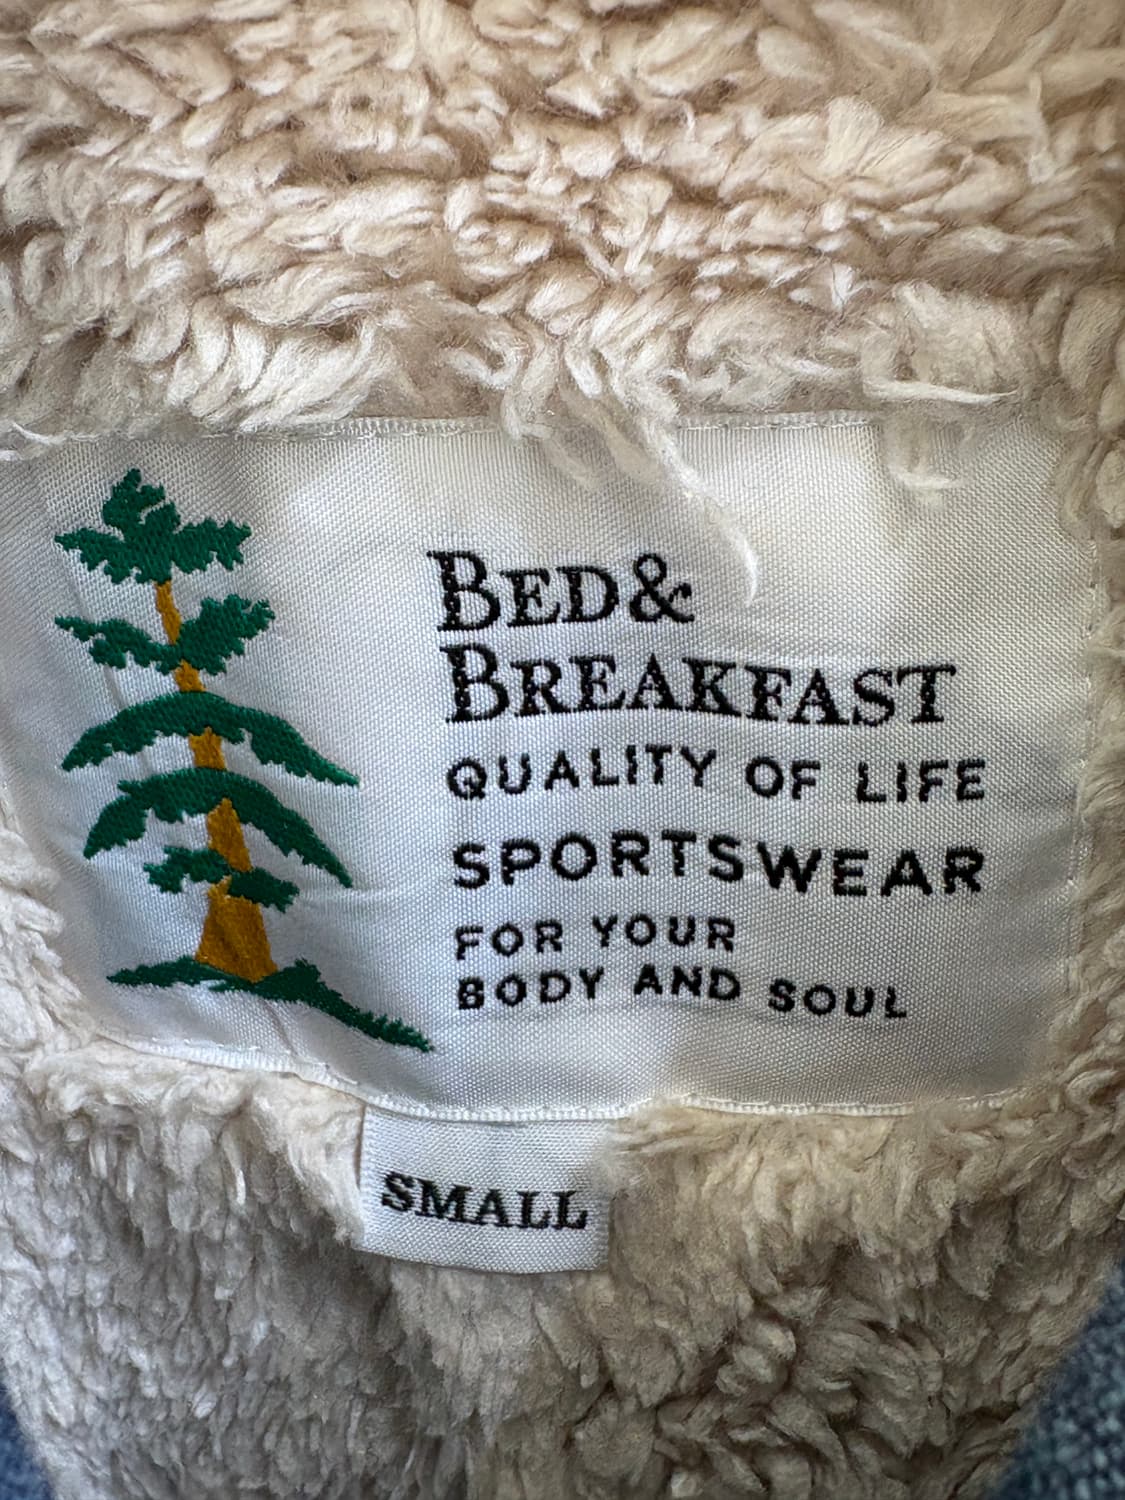 BED&
BREAKFAST
QUALITY OF LIFE
SPORTSWEAR
FOR YOUR
BODY AND SOUL
SMALL